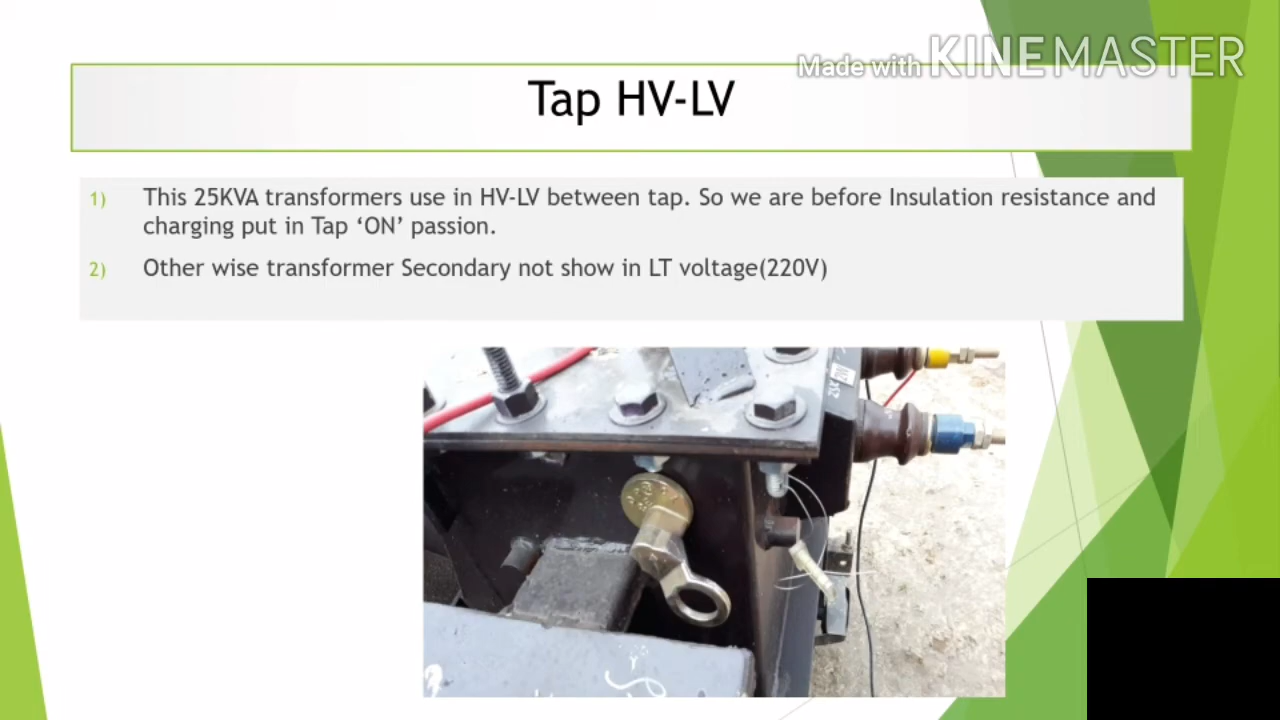 Made with KINEMASTER
Tap HV-LV
1) This 25KVA transformers use in HV-LV between tap. So we are before Insulation resistance and
charging put in Tap ‘ON’ passion.
2) Other wise transformer Secondary not show in LT voltage(220V)